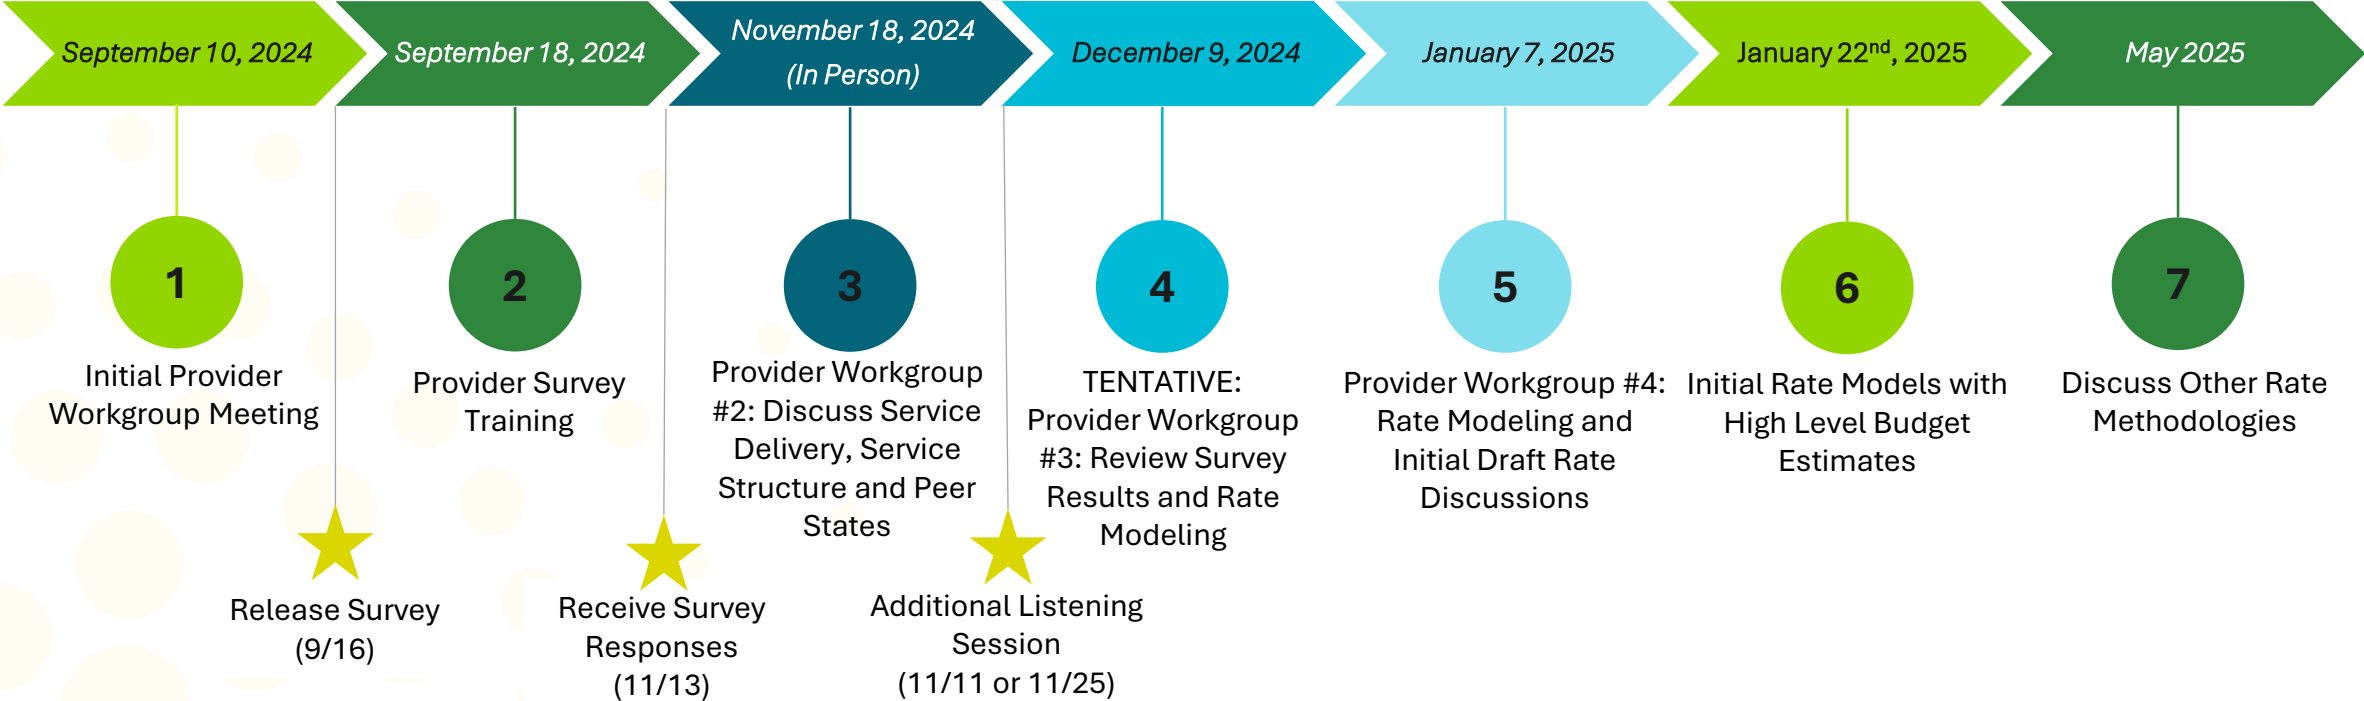 September 10, 2024
September 18, 2024
November 18, 2024
(In Person)
December 9, 2024
January 7, 2025
January 22nd, 2025
May 2025
1
2
3
4
5
6
7
Initial Provider
Workgroup Meeting
Provider Survey
Training
Provider Workgroup
#2: Discuss Service
Delivery, Service
Structure and Peer
States
TENTATIVE:
Provider Workgroup
#3: Review Survey
Results and Rate
Modeling
Provider Workgroup #4:
Rate Modeling and
Initial Draft Rate
Discussions
Initial Rate Models with
High Level Budget
Estimates
Discuss Other Rate
Methodologies
Release Survey
(9/16)
Receive Survey
Responses
(11/13)
Additional Listening
Session
(11/11 or 11/25)